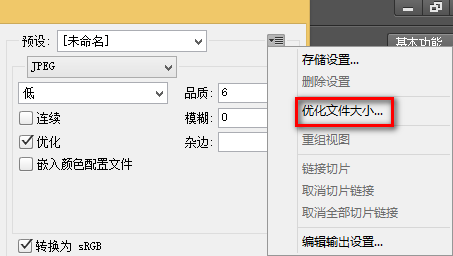 预设: [未命名]
基本功能
JPEG
低
品质: 6
连续
模糊: 0
优化
杂边:
嵌入颜色配置文件
转换为 sRGB
存储设置...
删除设置
优化文件大小...
重组视图
链接切片
取消切片链接
取消全部切片链接
编辑输出设置...